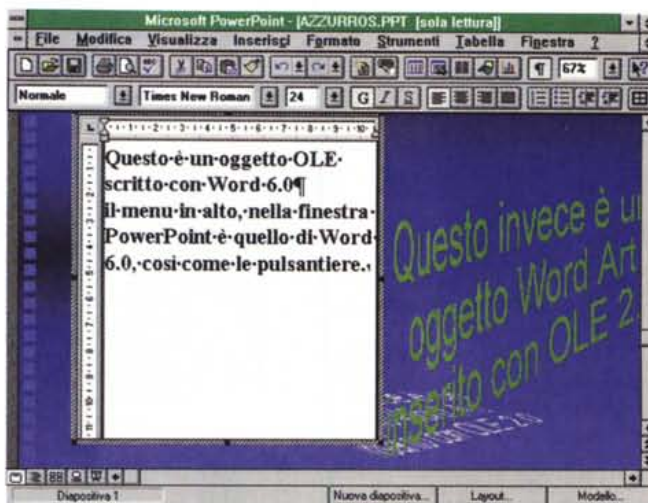 Microsoft PowerPoint - [AZZURROS.PPT [sola lettura]]
File Modifica Visualizza Inserisci Formato Strumenti Tabella Finestra ?
67%
Normale Times New Roman 24 G I S
Questo·è·un·oggetto·OLE·
scritto·con·Word·6.0¶
il·menu·in·alto,·nella·finestra·
PowerPoint·è·quello·di·Word·
6.0,·così·come·le·pulsantiere.
Questo invece è un
oggetto Word Art
inserito con OLE 2.
Diapositiva 1 Nuova diapositiva... Layout... Modello...